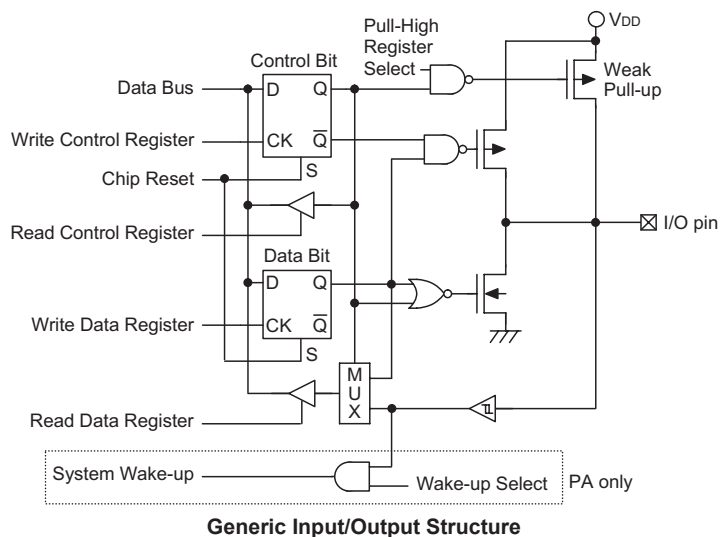 VDD
Pull-High
Register
Select
Weak
Pull-up
Control Bit
Data Bus
D
Q
Write Control Register
CK
Q
S
Chip Reset
I/O pin
Read Control Register
Data Bit
D
Q
Write Data Register
CK
Q
S
M
U
X
Read Data Register
System Wake-up
Wake-up Select
PA only
Generic Input/Output Structure